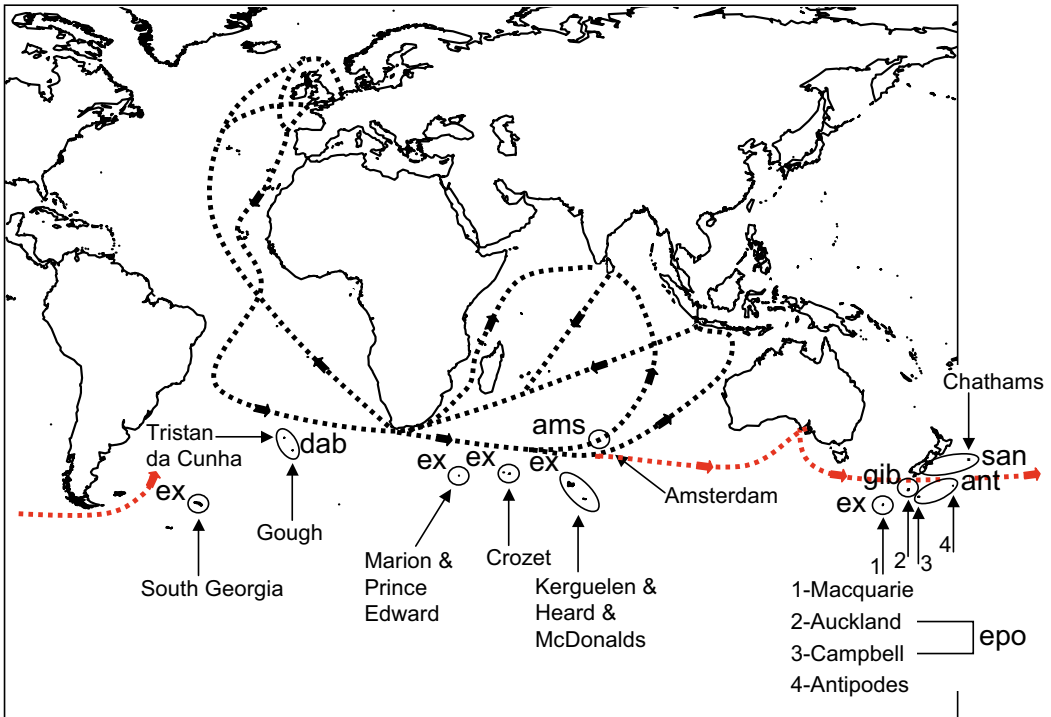 Chathams
Tristan
da Cunha
dab
ams
ex
ex
ex
ex
Amsterdam
gib
san
ant
ex
Gough
South Georgia
Marion &
Prince
Edward
Crozet
Kerguelen &
Heard &
McDonalds
1
2
3
4
1-Macquarie
2-Auckland
3-Campbell
epo
4-Antipodes